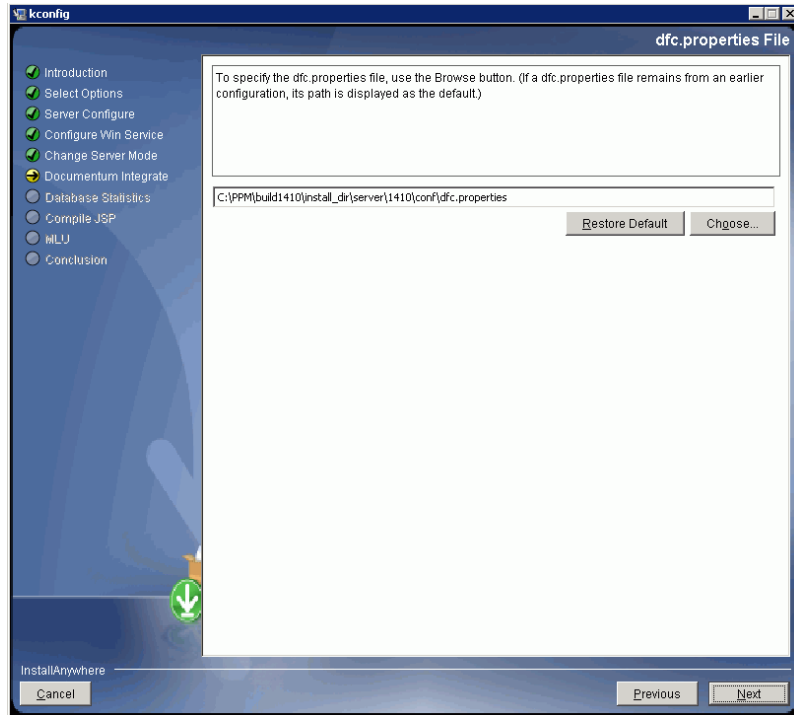 kconfig
dfc.properties File
Introduction
Select Options
Server Configure
Configure Win Service
Change Server Mode
Documentum Integrate
Database Statistics
Compile JSP
MLU
Conclusion
To specify the dfc.properties file, use the Browse button. (If a dfc.properties file remains from an earlier
configuration, its path is displayed as the default.)
C:\PPM\build1410\install_dir\server\1410\conf\dfc.properties
Restore Default
Choose...
InstallAnywhere
Cancel
Previous
Next